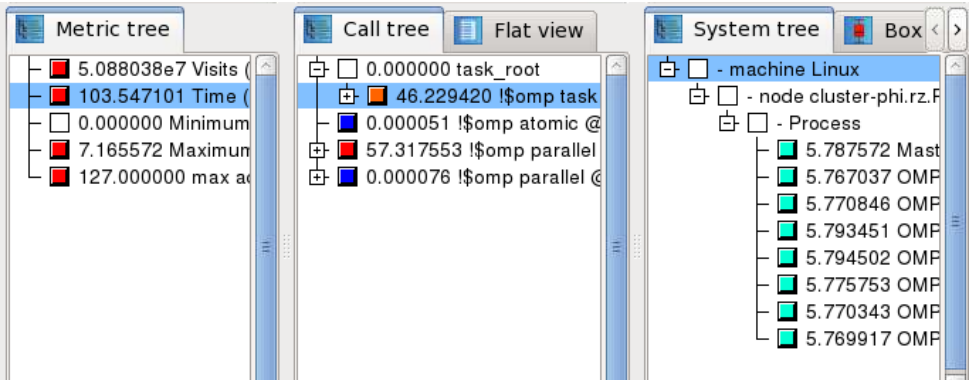 Metric tree
5.088038e7 Visits (
103.547101 Time (
0.000000 Minimum
7.165572 Maximum
127.000000 max a
Call tree
Flat view
0.000000 task_root
46.229420 !$omp task
0.000051 !$omp atomic @
57.317553 !$omp parallel
0.000076 !$omp parallel @
System tree
Box
- machine Linux
- node cluster-phi.rz.
- Process
5.787572 Mast
5.767037 OMP
5.770846 OMP
5.793451 OMP
5.794502 OMP
5.775753 OMP
5.770343 OMP
5.769917 OMP